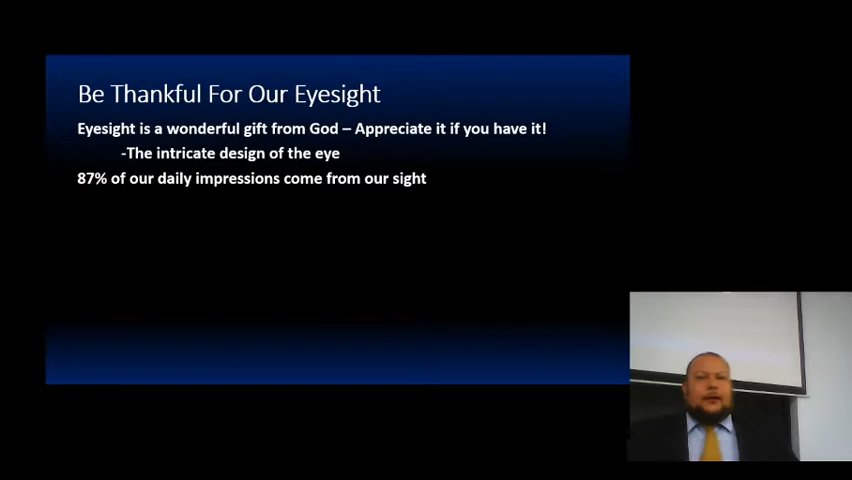 Be Thankful For Our Eyesight
Eyesight is a wonderful gift from God – Appreciate it if you have it!
-The intricate design of the eye
87% of our daily impressions come from our sight